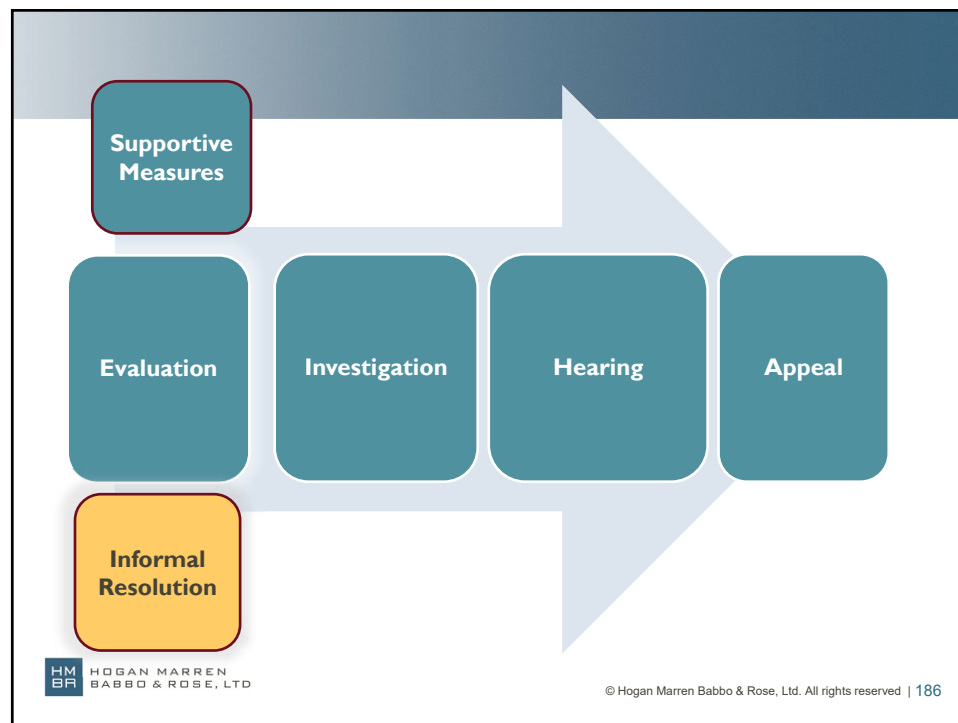 Supportive
Measures
Evaluation
Investigation
Hearing
Appeal
Informal
Resolution
HM
BR
HOGAN MARREN
BABBO & ROSE, LTD
© Hogan Marren Babbo & Rose, Ltd. All rights reserved | 186